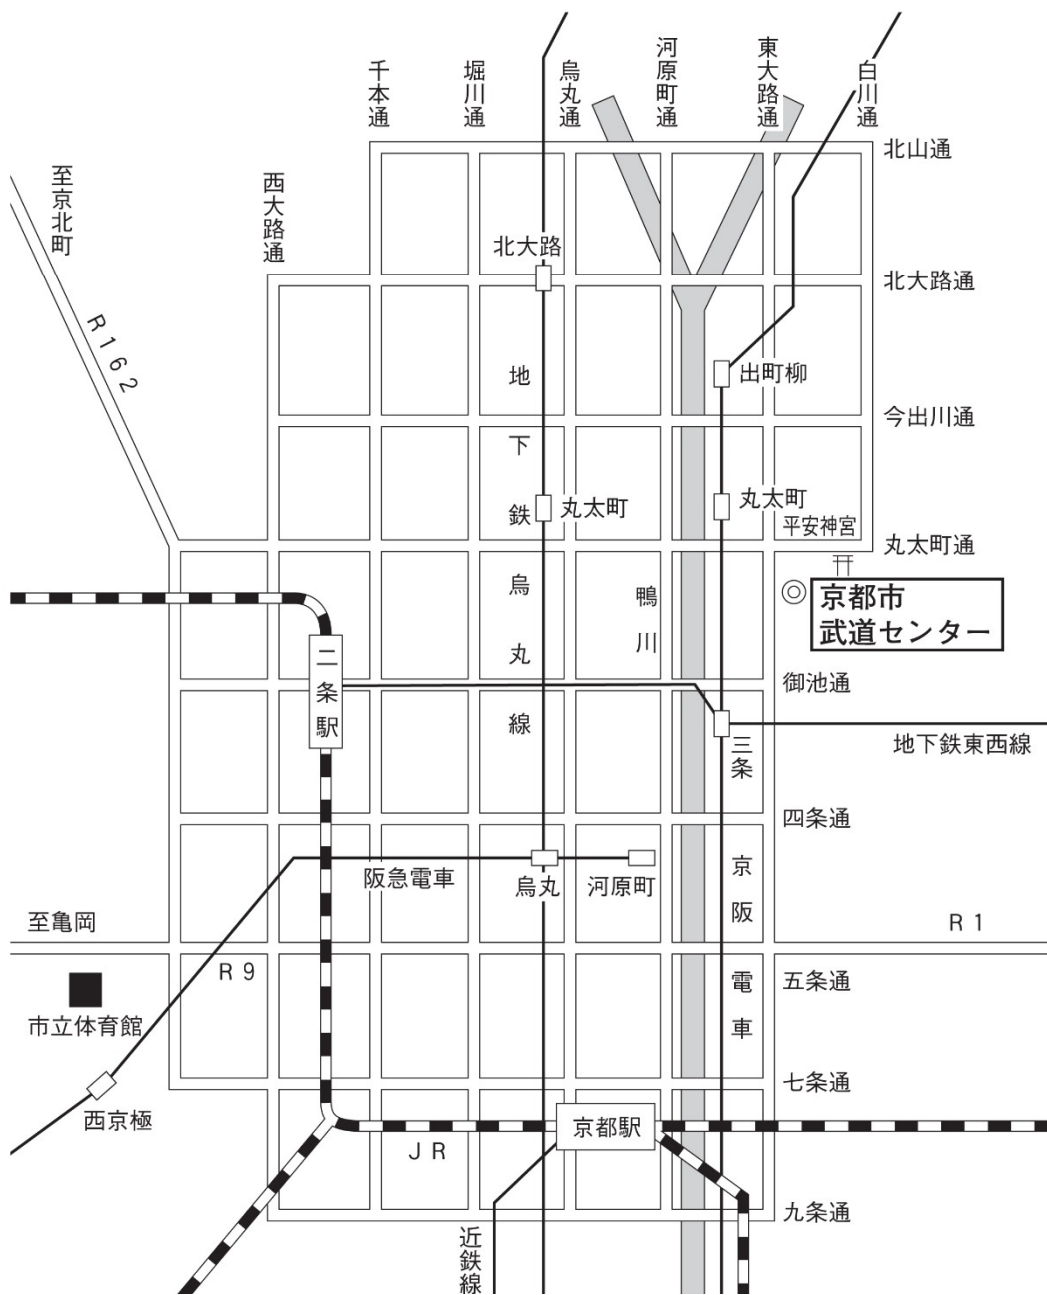 千本通
堀川通
烏丸通
河原町通
東大路通
白川通
北山通
至京北町
西大路通
北大路
北大路通
R162
出町柳
今出川通
地下鉄烏丸線
丸太町
丸太町
平安神宮
丸太町通
京都市
武道センター
鴨川
二条駅
御池通
三条
地下鉄東西線
四条通
阪急電車
烏丸
河原町
京阪電車
至亀岡
R1
R9
五条通
市立体育館
七条通
西京極
京都駅
JR
九条通
近鉄線